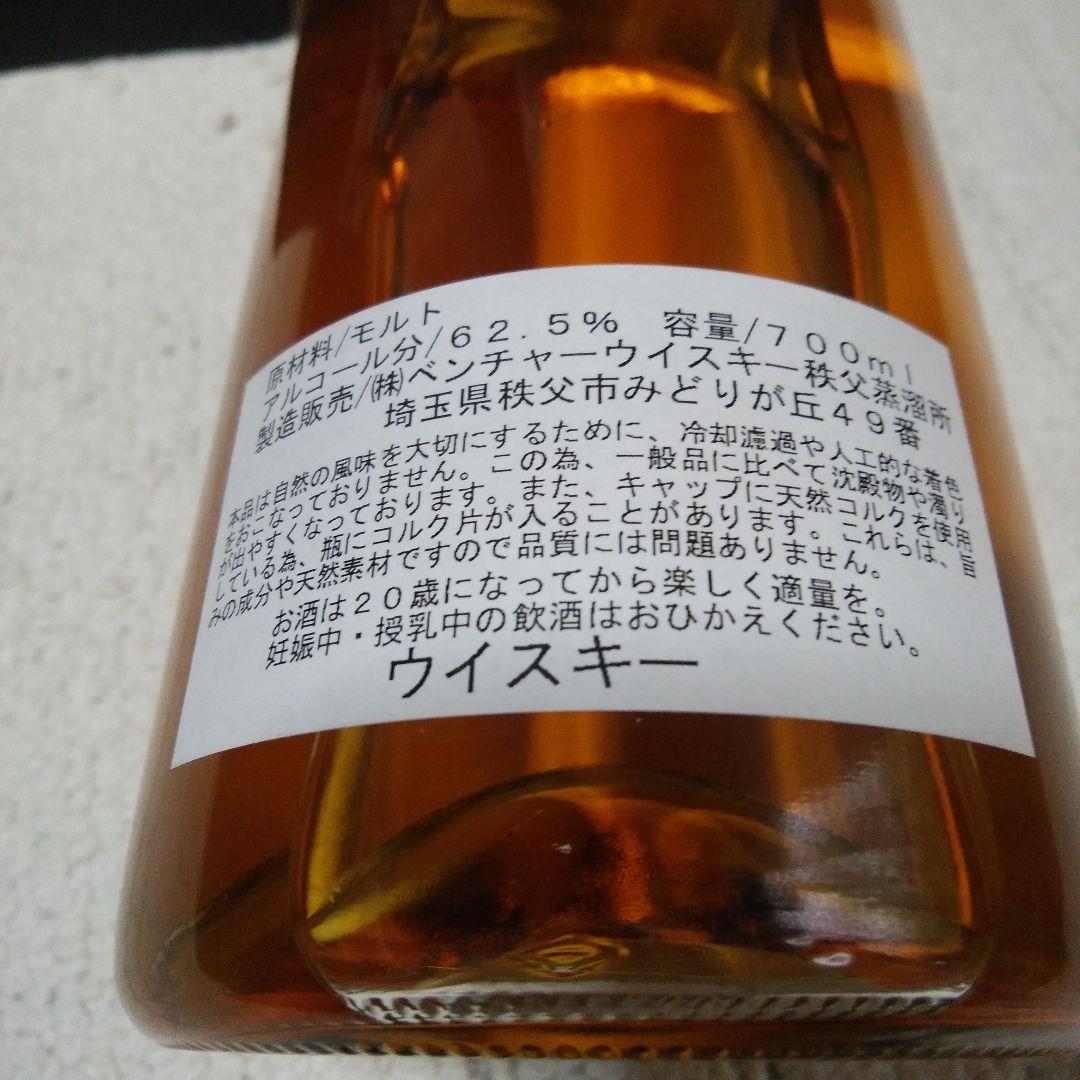 原材料/モルト
アルコール分/62.5% 容量/700ml
製造販売/㈱ベンチャーウイスキー秩父蒸溜所
埼玉県秩父市みどりが丘49番
本品は自然の風味を大切にするために、冷却濾過や人工的な着色
をおこなっておりません。この為、一般品に比べて沈殿物や濁り
が出やすくなっております。また、キャップに天然コルクを使用
している為、瓶にコルク片が入ることがあります。これらは、旨
みの成分や天然素材ですので品質には問題ありません。
お酒は20歳になってから楽しく適量を。
妊娠中・授乳中の飲酒はおひかえください。
ウイスキー